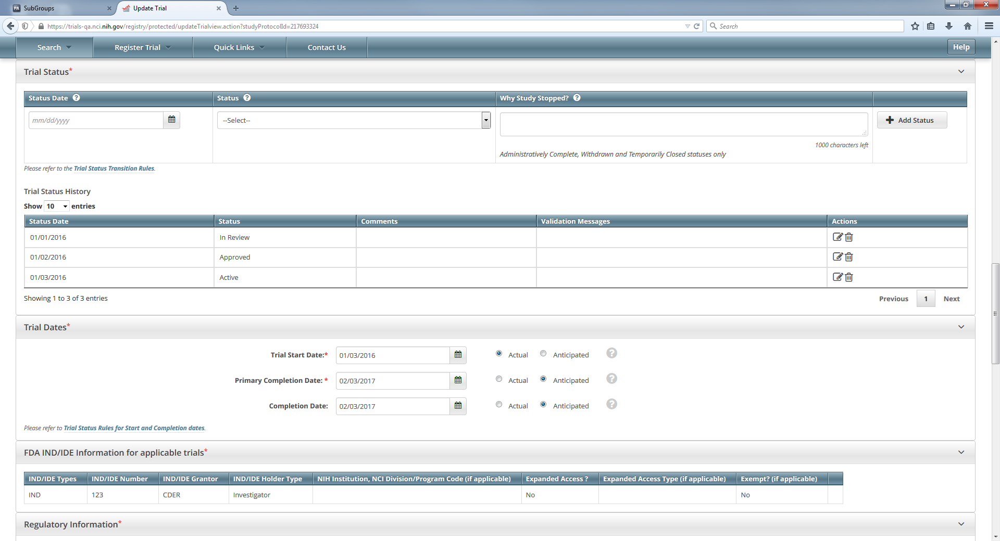 SubGroups
Update Trial
https://trials-qa.nci.nih.gov/registry/protected/updateTrialview.action?studyProtocolId=217693324
Search
Search
Register Trial
Quick Links
Contact Us
Help
Trial Status*
Status Date ?
Status ?
Why Study Stopped? ?
mm/dd/yyyy
--Select--
Add Status
1000 characters left
Administratively Complete, Withdrawn and Temporarily Closed statuses only
Please refer to the Trial Status Transition Rules.
Trial Status History
Show 10 entries
Status Date Status Comments Validation Messages Actions
01/01/2016 In Review
01/02/2016 Approved
01/03/2016 Active
Showing 1 to 3 of 3 entries
Previous 1 Next
Trial Dates*
Trial Start Date:* 01/03/2016 Actual Anticipated ?
Primary Completion Date: * 02/03/2017 Actual Anticipated ?
Completion Date: 02/03/2017 Actual Anticipated ?
Please refer to Trial Status Rules for Start and Completion dates.
FDA IND/IDE Information for applicable trials*
IND/IDE Types IND/IDE Number IND/IDE Grantor IND/IDE Holder Type NIH Institution, NCI Division/Program Code (if applicable) Expanded Access ? Expanded Access Type (if applicable) Exempt? (if applicable)
IND 123 CDER Investigator No No
Regulatory Information*